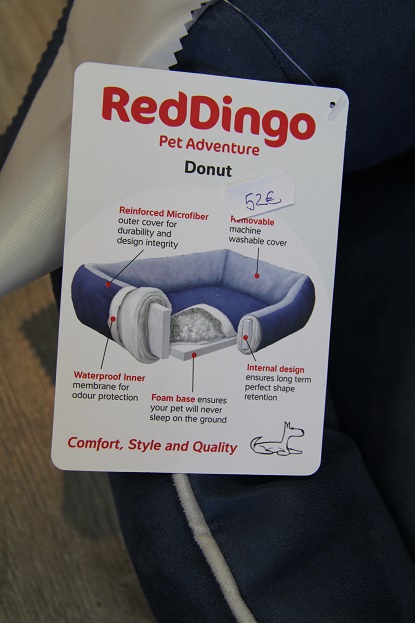 RedDingo
Pet Adventure
Donut
52€
Reinforced Microfiber
outer cover for
durability and
design integrity
Removable
machine
washable cover
Waterproof Inner
membrane for
odour protection
Foam base ensures
your pet will never
sleep on the ground
Internal design
ensures long term
perfect shape
retention
Comfort, Style and Quality